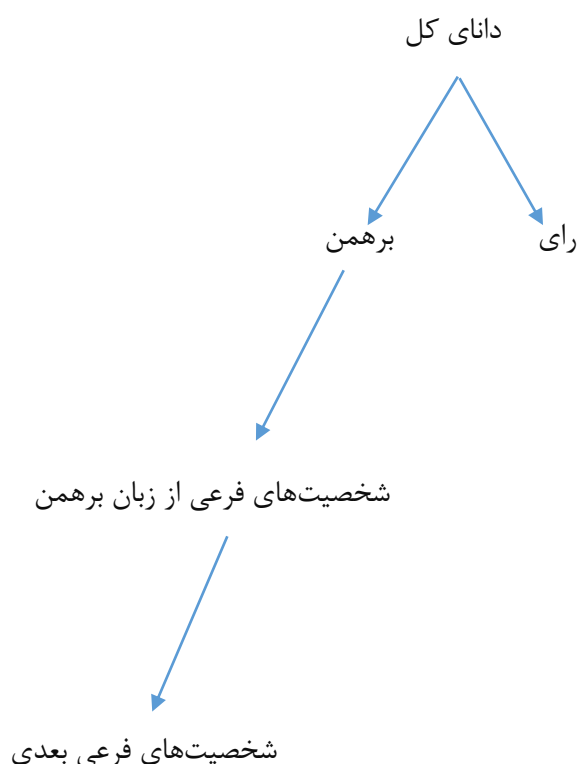 دانای کل
رای
برهمن
شخصیت‌های فرعی از زبان برهمن
شخصیت‌های فرعی بعدی